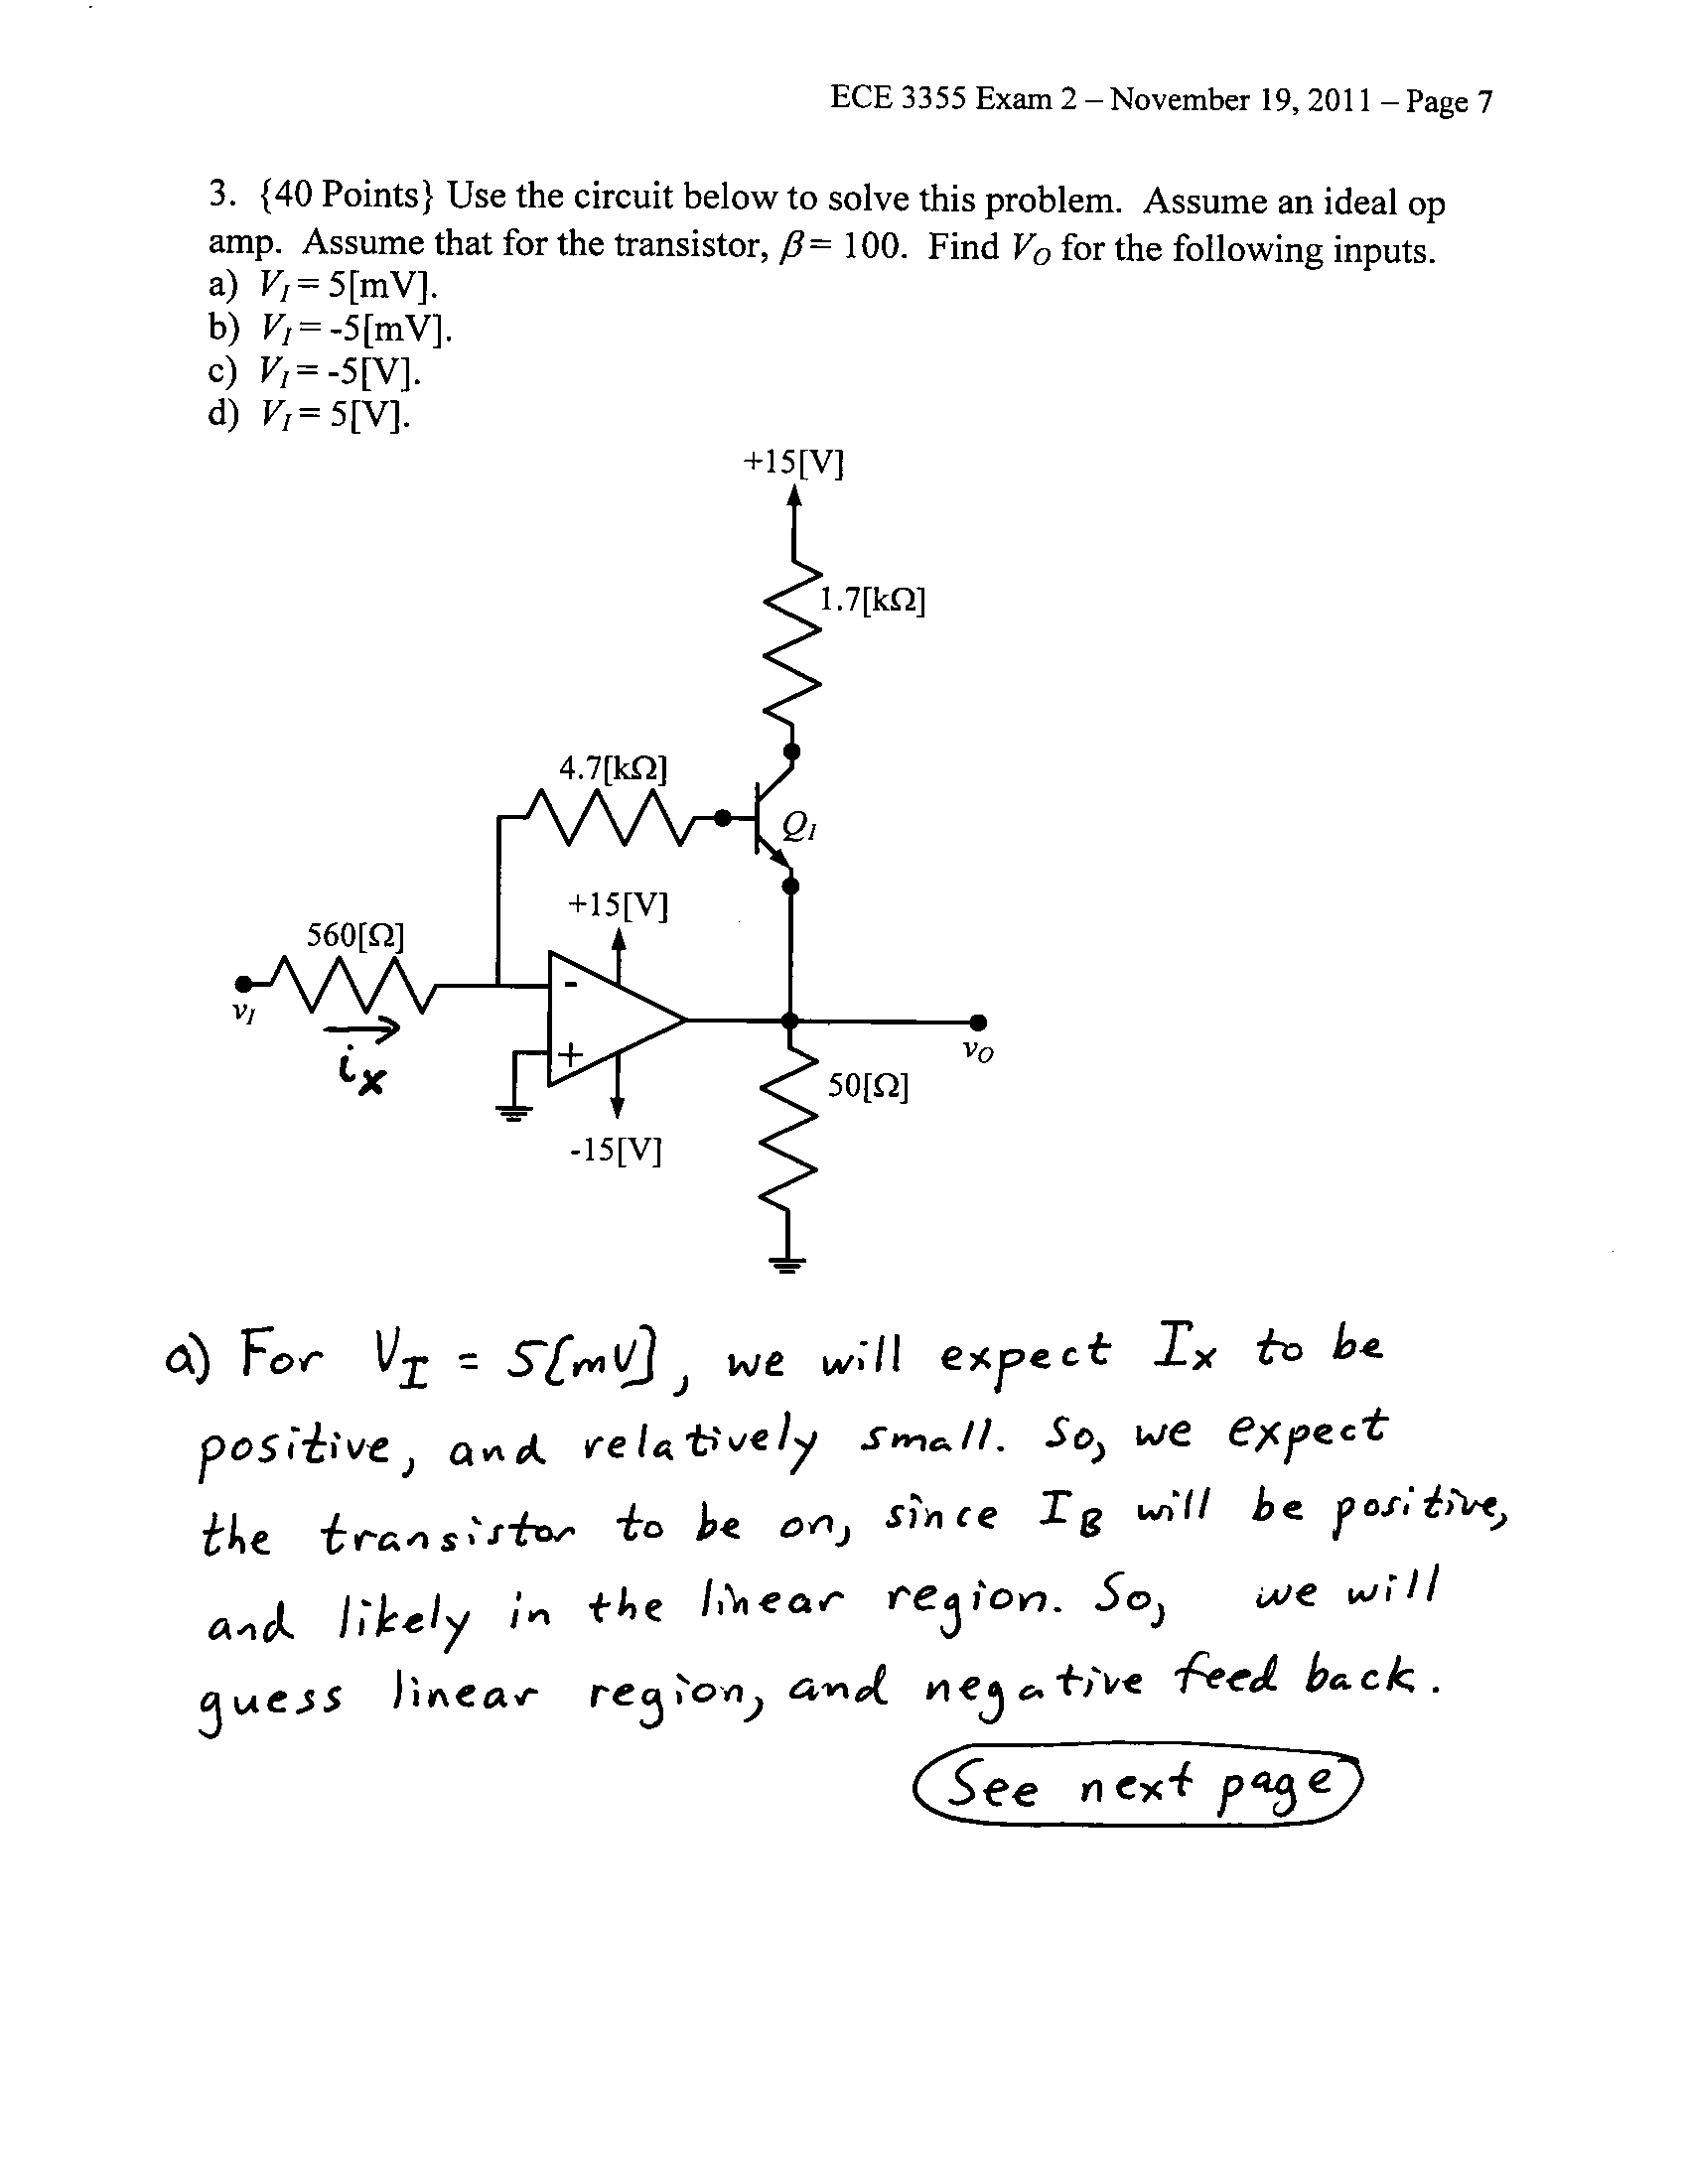 ECE 3355 Exam 2 – November 19, 2011 – Page 7
3. {40 Points} Use the circuit below to solve this problem. Assume an ideal op
amp. Assume that for the transistor, β = 100. Find VO for the following inputs.
a) VI = 5[mV].
b) VI = -5[mV].
c) VI = -5[V].
d) VI = 5[V].
+15[V]
1.7[kΩ]
4.7[kΩ]
Q1
+15[V]
560[Ω]
-
vI
ix
+
vO
50[Ω]
-15[V]
a) For VI = 5[mV], we will expect Ix to be
positive, and relatively small. So, we expect
the transistor to be on, since IB will be positive,
and likely in the linear region. So, we will
guess linear region, and negative feed back.
See next page